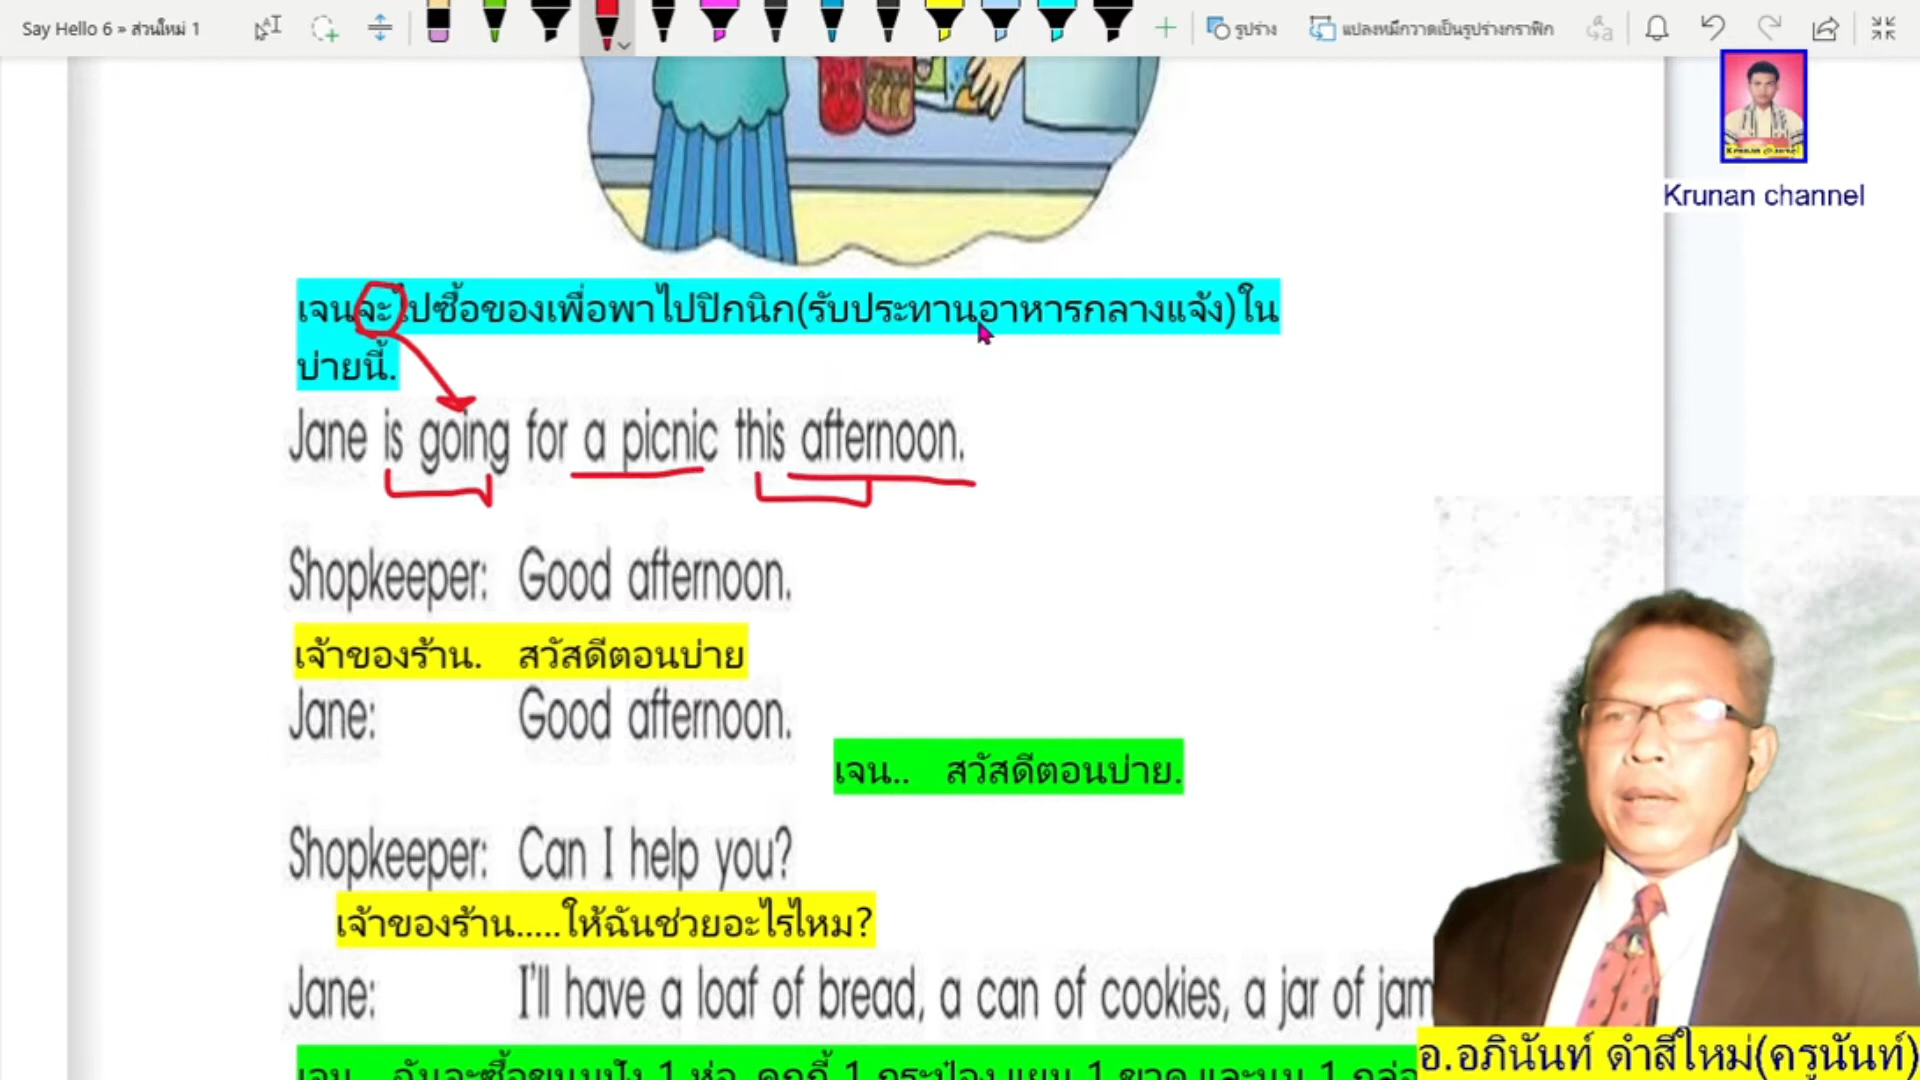 Say Hello 6 » ส่วนใหม่ 1
รูปร่าง
แปลงหมึกวาดเป็นรูปร่างกราฟิก
Krunan channel
เจนจะไปซื้อของเพื่อพาไปปิกนิก(รับประทานอาหารกลางแจ้ง)ใน
บ่ายนี้.
Jane is going for a picnic this afternoon.
Shopkeeper: Good afternoon.
เจ้าของร้าน. สวัสดีตอนบ่าย
Jane: Good afternoon.
เจน.. สวัสดีตอนบ่าย.
Shopkeeper: Can I help you?
เจ้าของร้าน.....ให้ฉันช่วยอะไรไหม?
Jane: I'll have a loaf of bread, a can of cookies, a jar of jam
อ.อภินันท์ ดำสีใหม่(ครูนันท์)